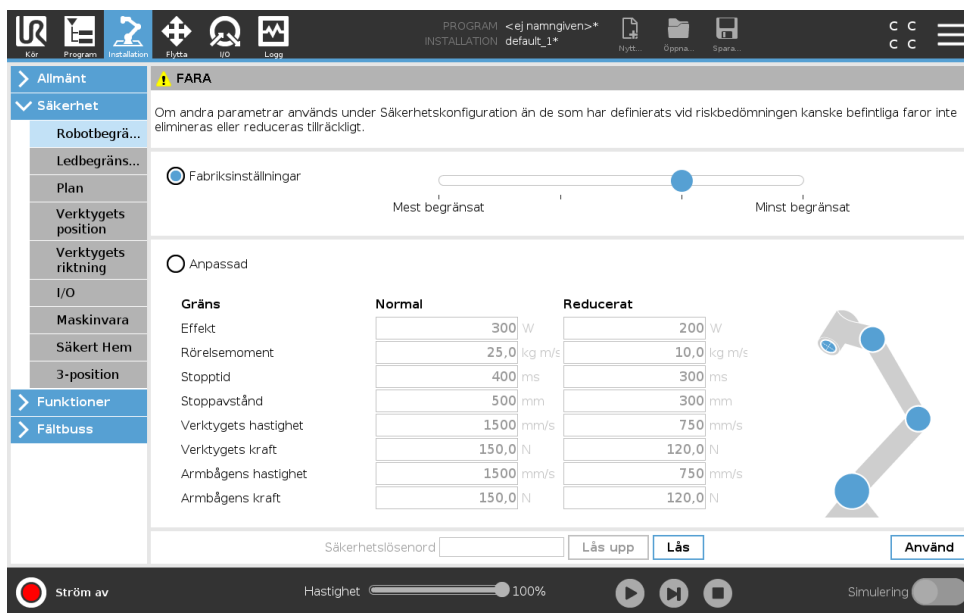 UR
Kör
Program
Installation
Flytta
I/O
Logg
PROGRAM <ej namngiven>*
INSTALLATION default_1*
Nytt...
Öppna...
Spara...
C C
C C
Allmänt
Säkerhet
Robotbegrä...
Ledbegräns...
Plan
Verktygets
position
Verktygets
riktning
I/O
Maskinvara
Säkert Hem
3-position
Funktioner
Fältbuss
FARA
Om andra parametrar används under Säkerhetskonfiguration än de som har definierats vid riskbedömningen kanske befintliga faror inte
elimineras eller reduceras tillräckligt.
Fabriksinställningar
Mest begränsat
Minst begränsat
Anpassad
Gräns Normal Reducerat
Effekt 300 W 200 W
Rörelsemoment 25,0 kg m/s 10,0 kg m/s
Stopptid 400 ms 300 ms
Stoppavstånd 500 mm 300 mm
Verktygets hastighet 1500 mm/s 750 mm/s
Verktygets kraft 150,0 N 120,0 N
Armbågens hastighet 1500 mm/s 750 mm/s
Armbågens kraft 150,0 N 120,0 N
Säkerhetslösenord Lås upp Lås Använd
Ström av Hastighet 100% Simulering